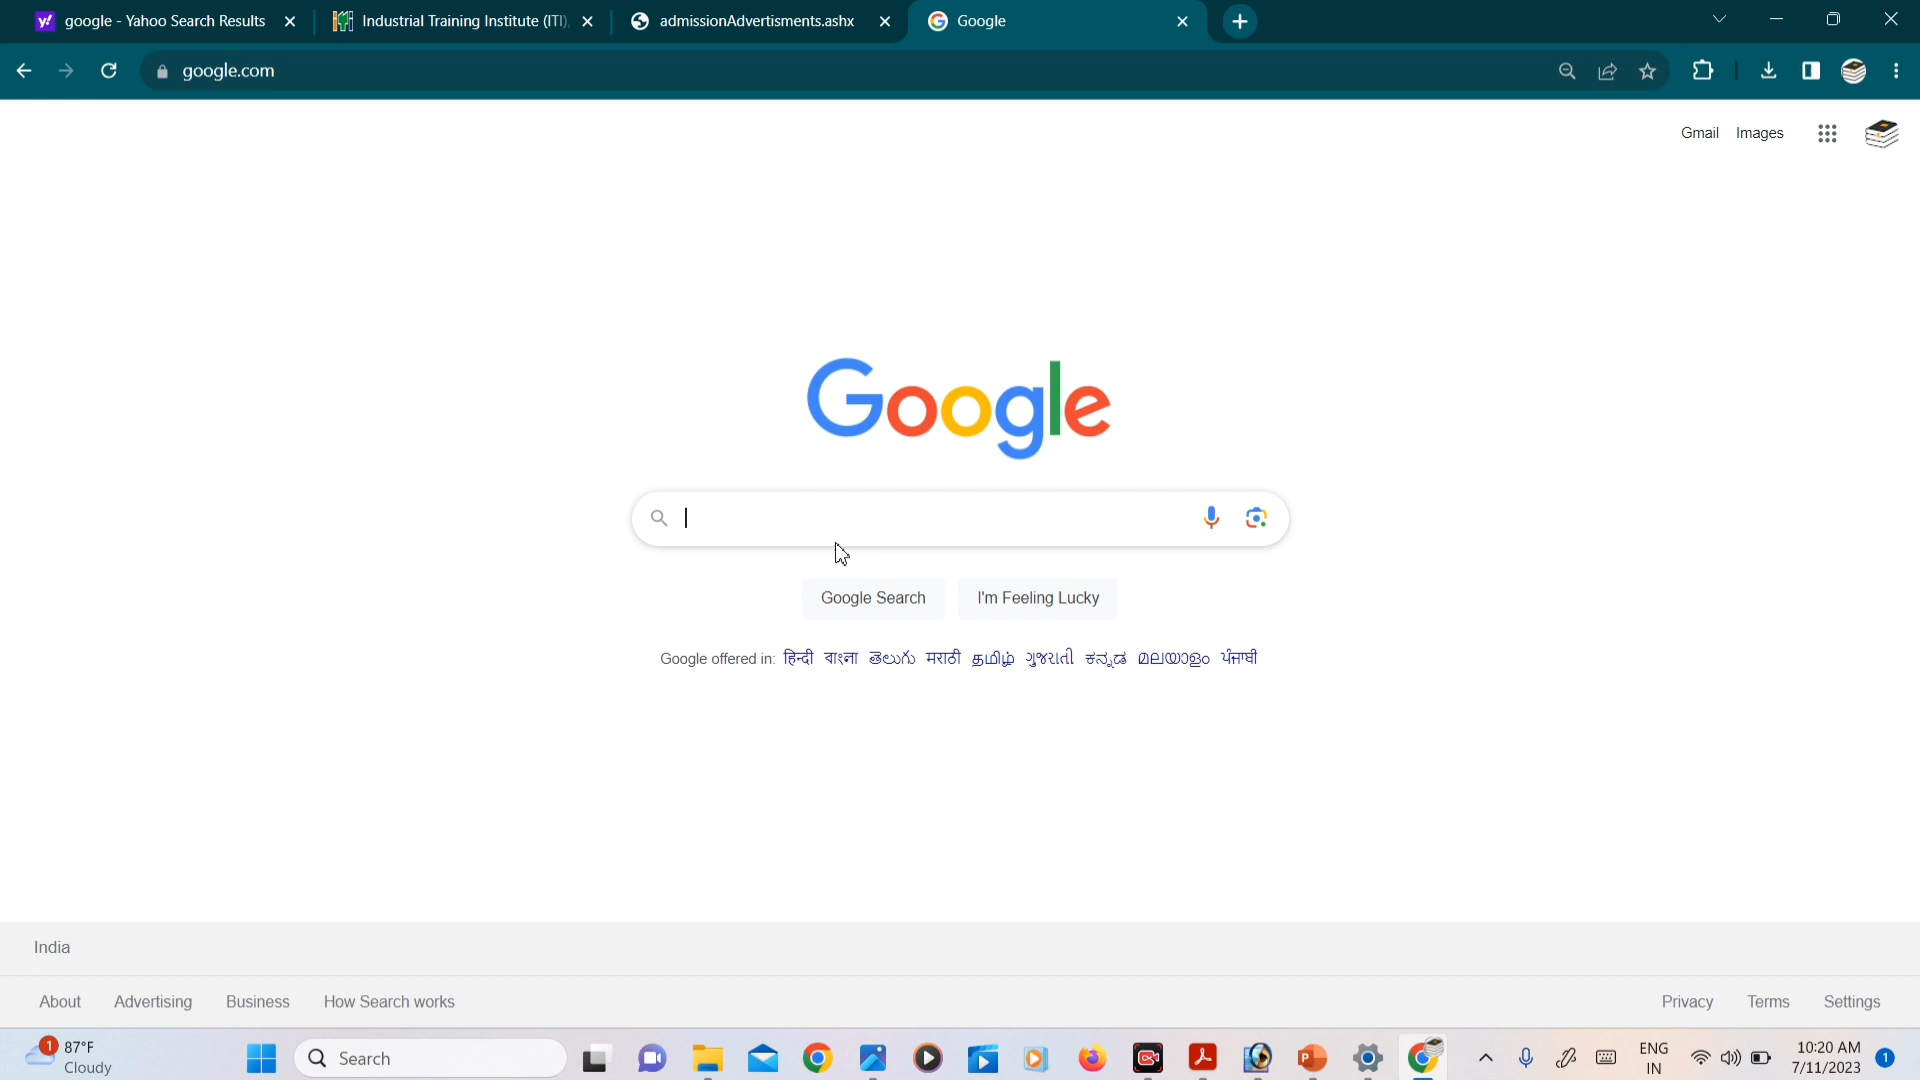 google - Yahoo Search Results
Industrial Training Institute (ITI),
admissionAdvertisments.ashx
Google
google.com
Gmail Images
Google
Google Search
I'm Feeling Lucky
Google offered in: हिन्दी বাংলা తెలుగు मराठी தமிழ் ગુજરાતી ಕನ್ನಡ മലയാളം ਪੰਜਾਬੀ
India
About Advertising Business How Search works
Privacy Terms Settings
1
87°F
Cloudy
Search
ENG
IN
10:20 AM
7/11/2023
1